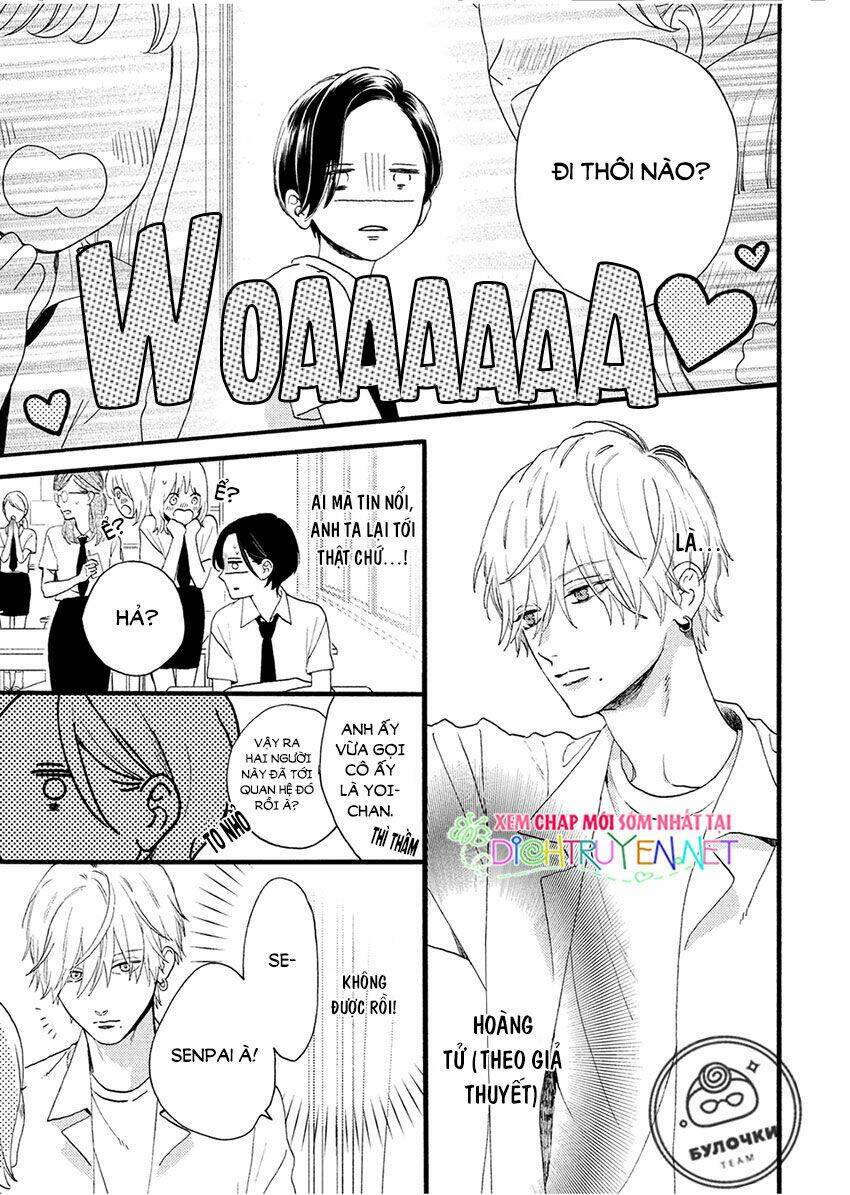 ĐI THÔI NÀO?
WOAAAAAAA
LÀ...
HOÀNG
TỬ (THEO GIẢ
THUYẾT)
AI MÀ TIN NỔI,
ANH TA LẠI TỚI
THẬT CHỨ...!
Ể?
Ể?
HẢ?
ANH ẤY
VỪA GỌI
CÔ ẤY
LÀ YOI-
CHAN.
THÌ THẦM
VẬY RA
HAI NGƯỜI
NÀY ĐÃ TỚI
QUAN HỆ ĐÓ
RỒI À?
TO NHỎ
XEM CHAP MỚI SỚM NHẤT TẠI
DICHTRUYEN.NET
KHÔNG
ĐƯỢC RỒI!
SE-
SENPAI À!
БУЛОЧКИ
TEAM